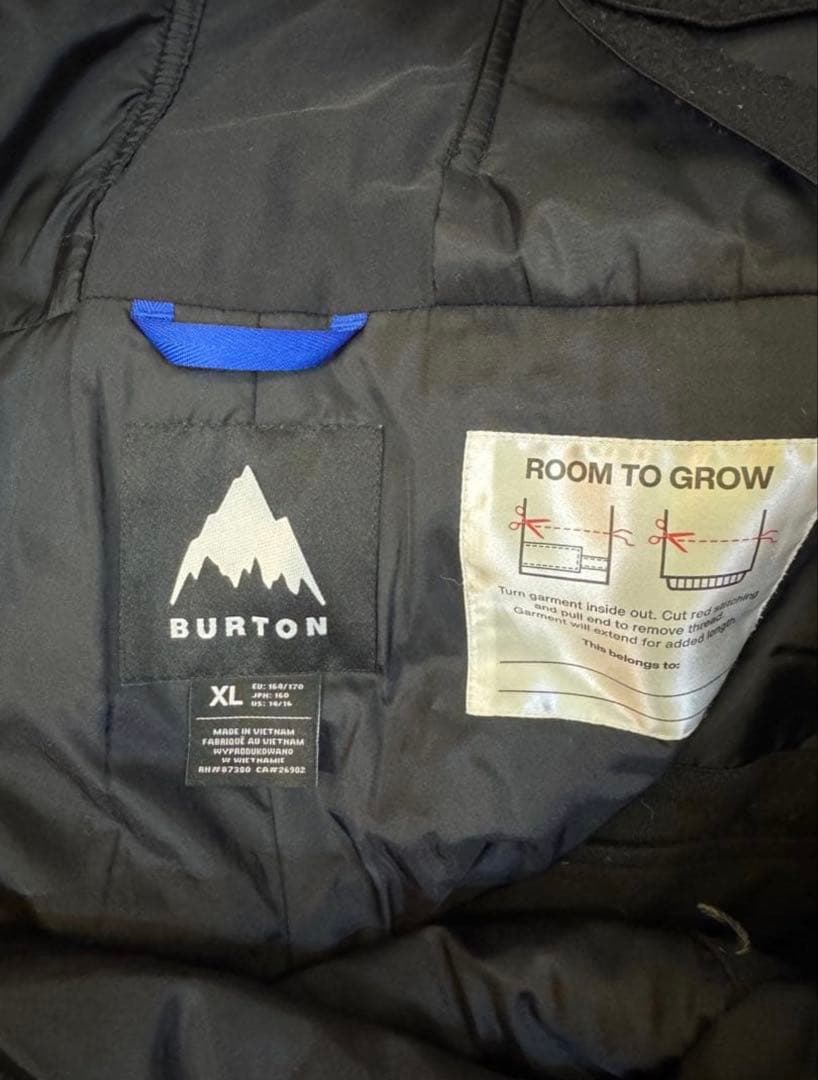 BURTON
XL
EU: 164/170
JPN: 160
US: 14/16
MADE IN VIETNAM
FABRIQUÉ AU VIETNAM
WYPRODUKOWANO
W WIETNAMIE
RN#87380 CA#26902
ROOM TO GROW
Turn garment inside out. Cut red stitching
and pull end to remove thread.
Garment will extend for added length.
This belongs to: